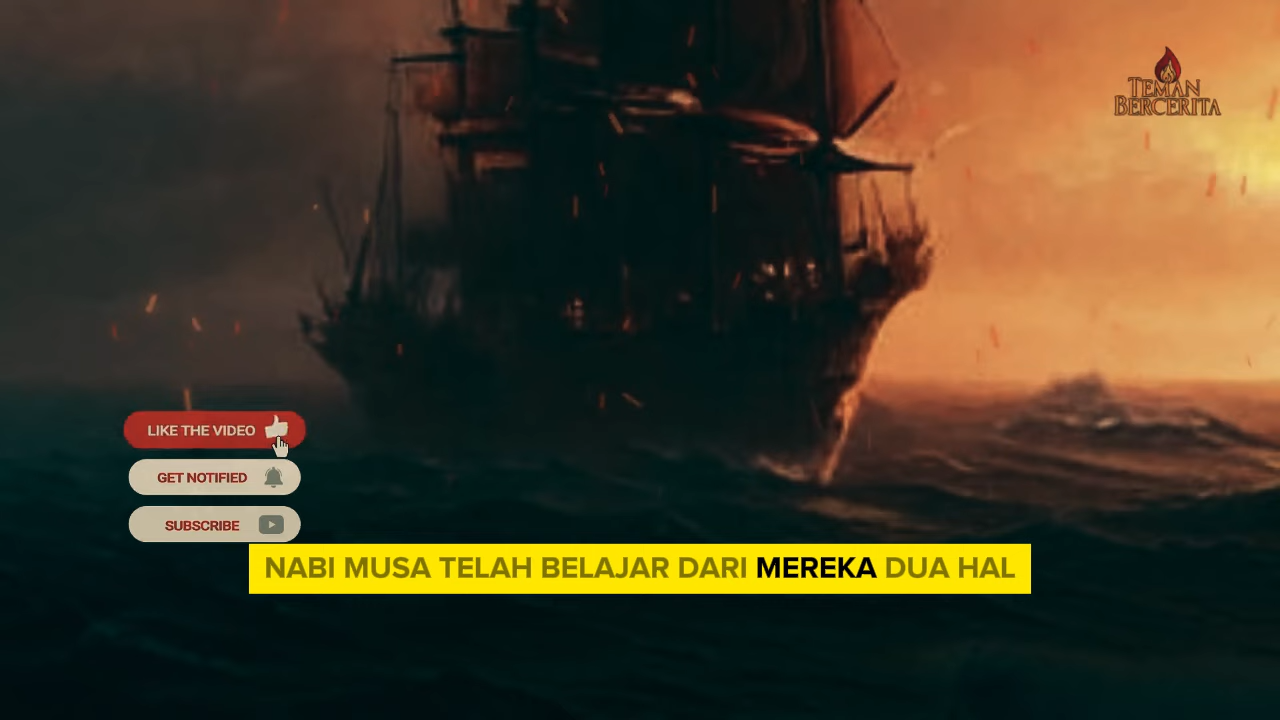 TEMAN
BERCERITA
LIKE THE VIDEO
GET NOTIFIED
SUBSCRIBE
NABI MUSA TELAH BELAJAR DARI MEREKA DUA HAL